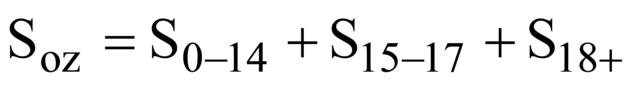 S_oz = S_0–14 + S_15–17 + S_18+